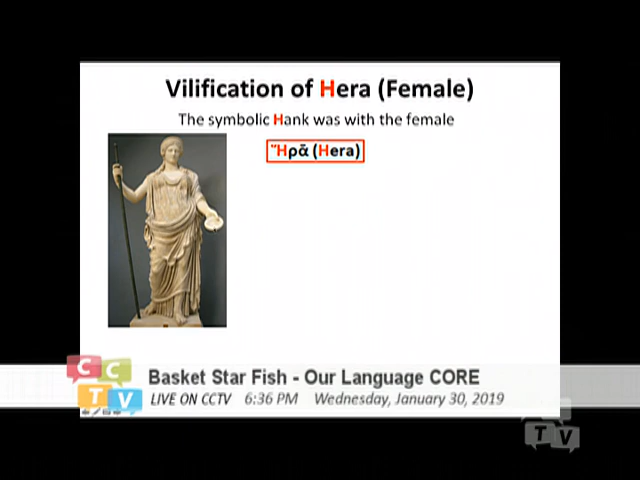 Vilification of Hera (Female)
The symbolic Hank was with the female
Ἥρᾱ (Hera)
CC
TV
Basket Star Fish - Our Language CORE
LIVE ON CCTV 6:36 PM Wednesday, January 30, 2019
TV